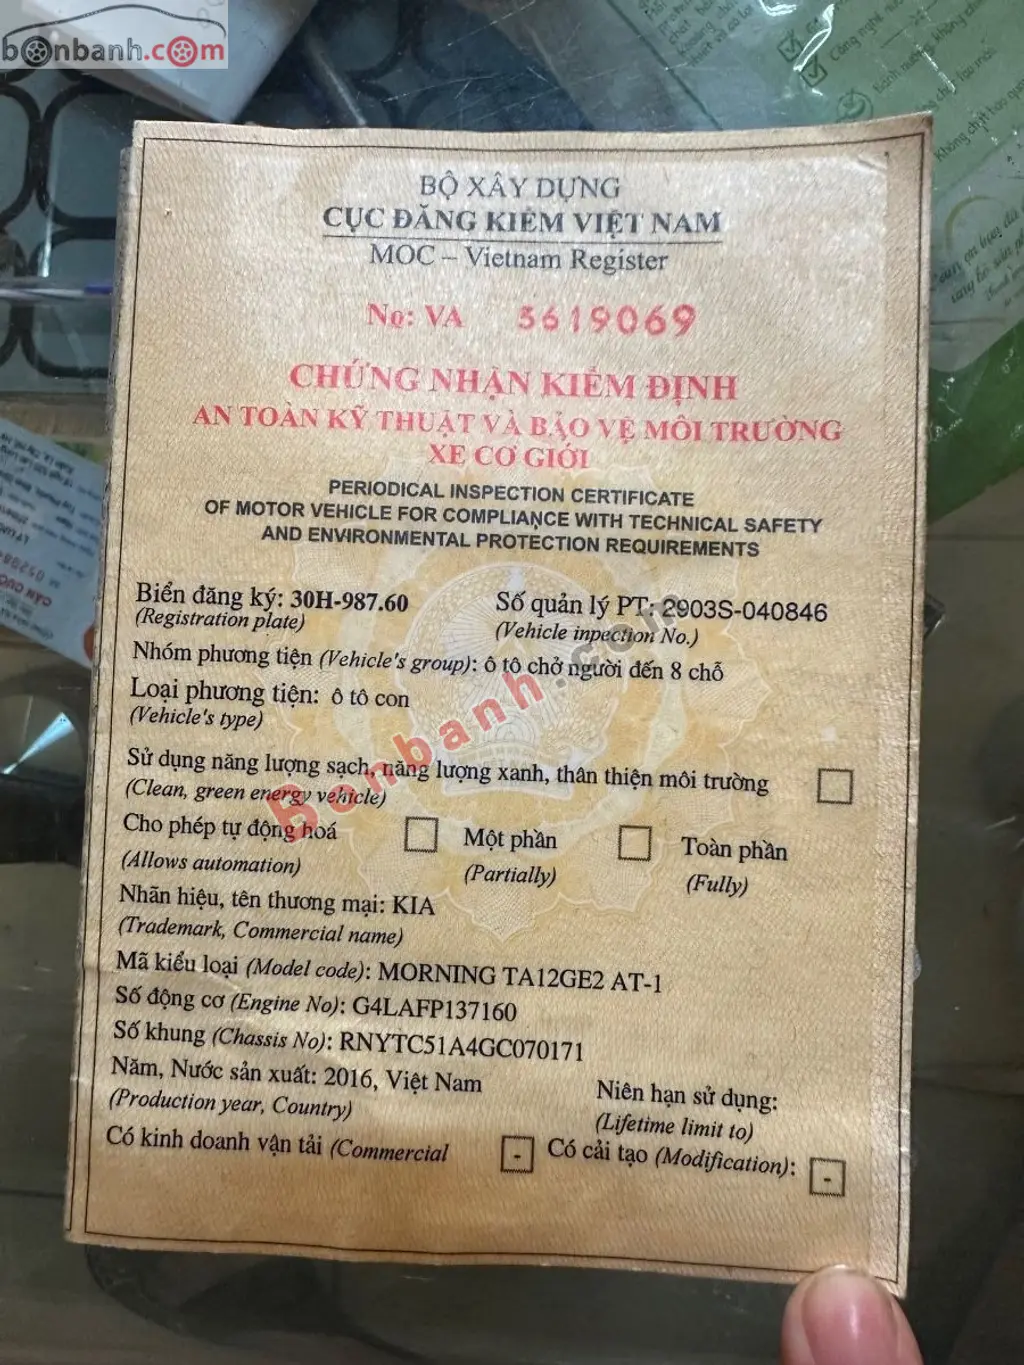 bonbanh.com
BỘ XÂY DỰNG
CỤC ĐĂNG KIỂM VIỆT NAM
MOC – Vietnam Register
No: VA 5619069
CHỨNG NHẬN KIỂM ĐỊNH
AN TOÀN KỸ THUẬT VÀ BẢO VỆ MÔI TRƯỜNG
XE CƠ GIỚI
PERIODICAL INSPECTION CERTIFICATE
OF MOTOR VEHICLE FOR COMPLIANCE WITH TECHNICAL SAFETY
AND ENVIRONMENTAL PROTECTION REQUIREMENTS
Biển đăng ký: 30H-987.60 Số quản lý PT: 2903S-040846
(Registration plate) (Vehicle inpection No.)
Nhóm phương tiện (Vehicle's group): ô tô chở người đến 8 chỗ
Loại phương tiện: ô tô con
(Vehicle's type)
Bonbanh.com
Sử dụng năng lượng sạch, năng lượng xanh, thân thiện môi trường
(Clean, green energy vehicle)
Cho phép tự động hoá Một phần Toàn phần
(Allows automation) (Partially) (Fully)
Nhãn hiệu, tên thương mại: KIA
(Trademark, Commercial name)
Mã kiểu loại (Model code): MORNING TA12GE2 AT-1
Số động cơ (Engine No): G4LAFP137160
Số khung (Chassis No): RNYTC51A4GC070171
Năm, Nước sản xuất: 2016, Việt Nam Niên hạn sử dụng:
(Production year, Country) (Lifetime limit to)
Có kinh doanh vận tải (Commercial - Có cải tạo (Modification): -